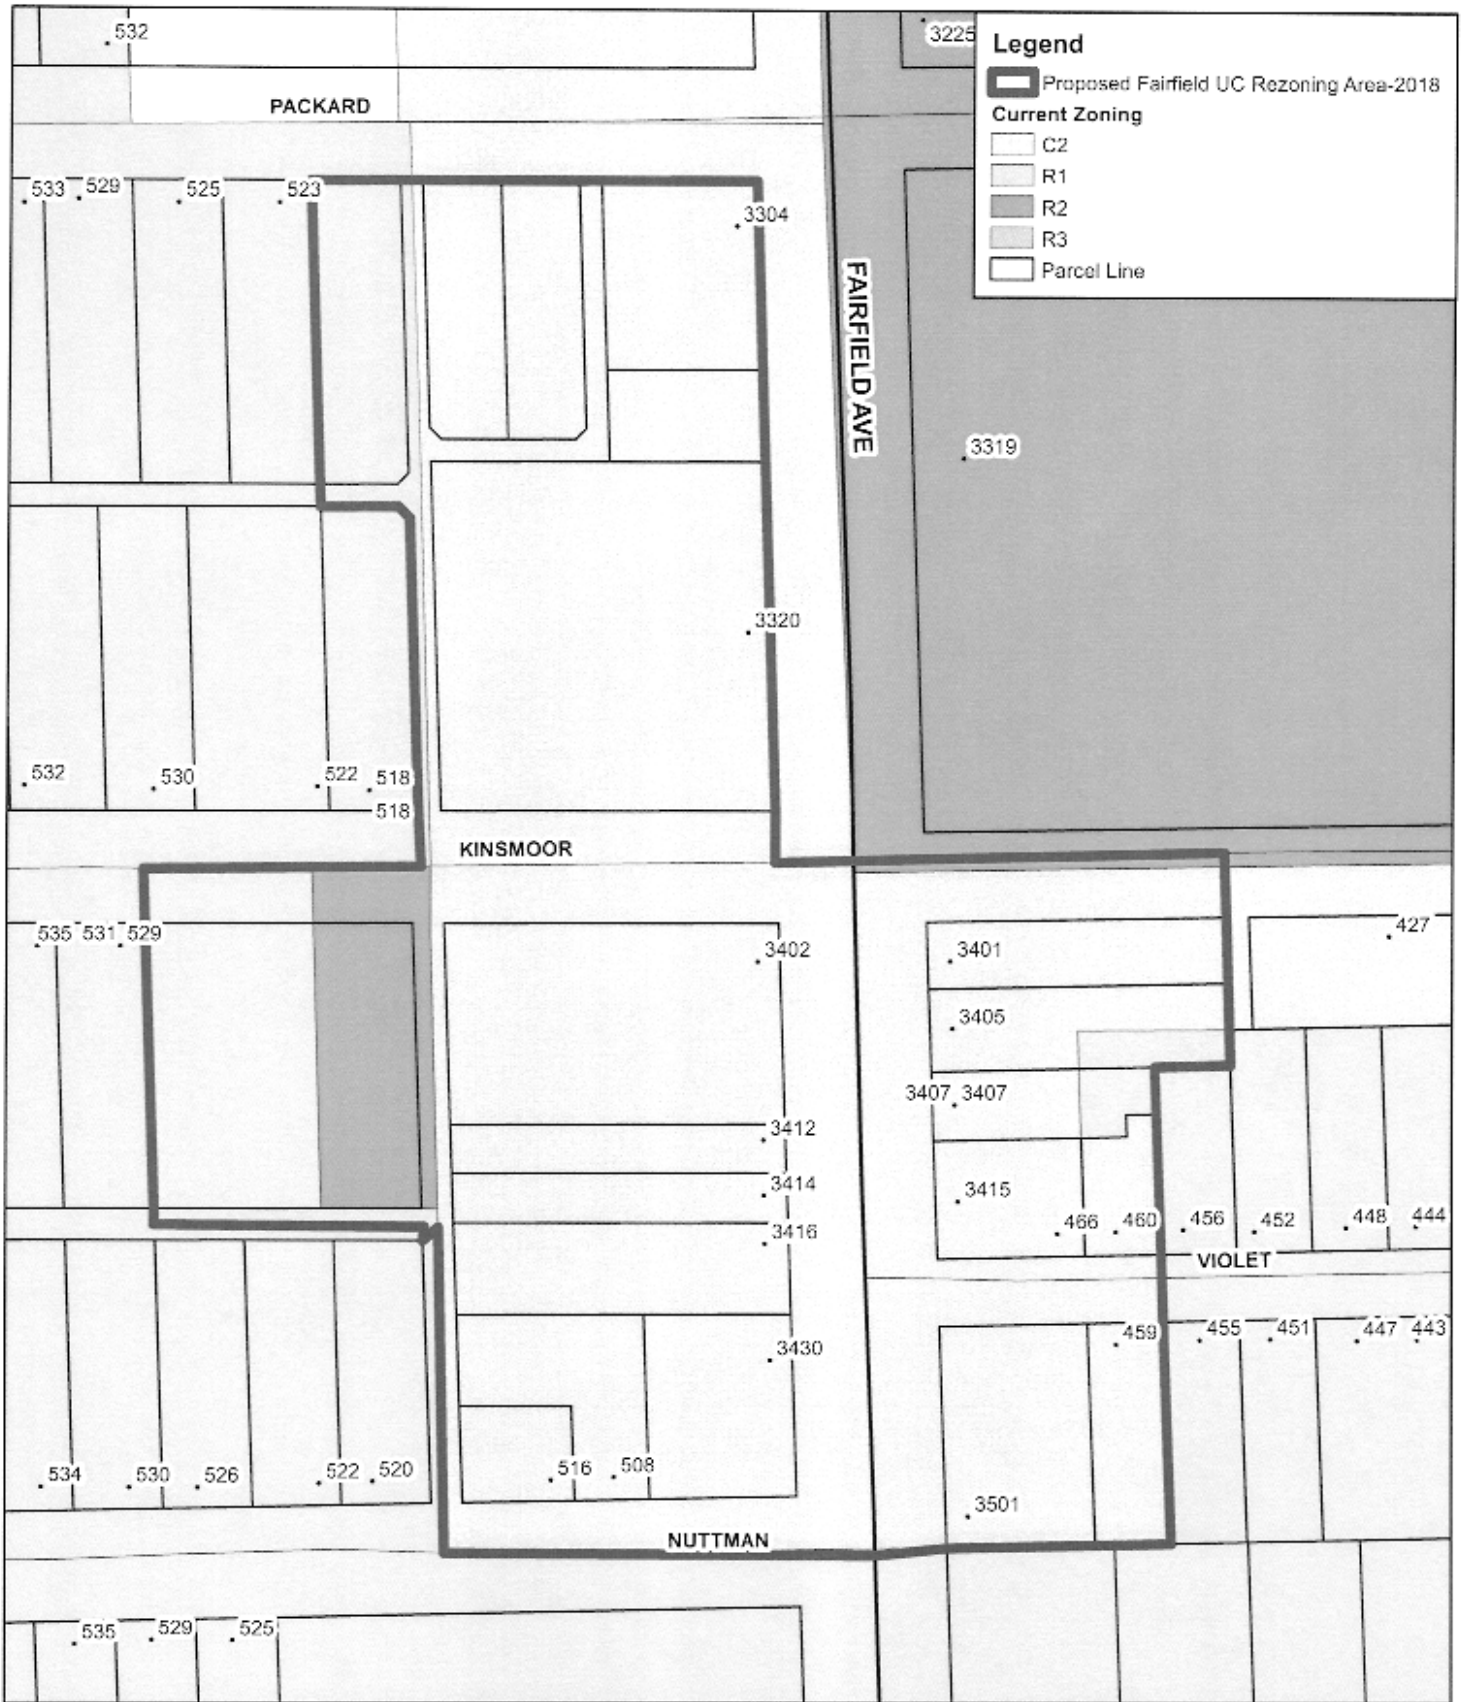 532
3225
Legend
Proposed Fairfield UC Rezoning Area-2018
Current Zoning
C2
R1
R2
R3
Parcel Line
PACKARD
533 529 525 523
3304
FAIRFIELD AVE
3319
3320
532 530 522 518
518
KINSMOOR
535 531 529
3402
3401
427
3405
3407 3407
3412
3414
3415
3416
466 460 456 452 448 444
VIOLET
459 455 451 447 443
3430
534 530 526 522 520
516 508
3501
NUTTMAN
535 529 525